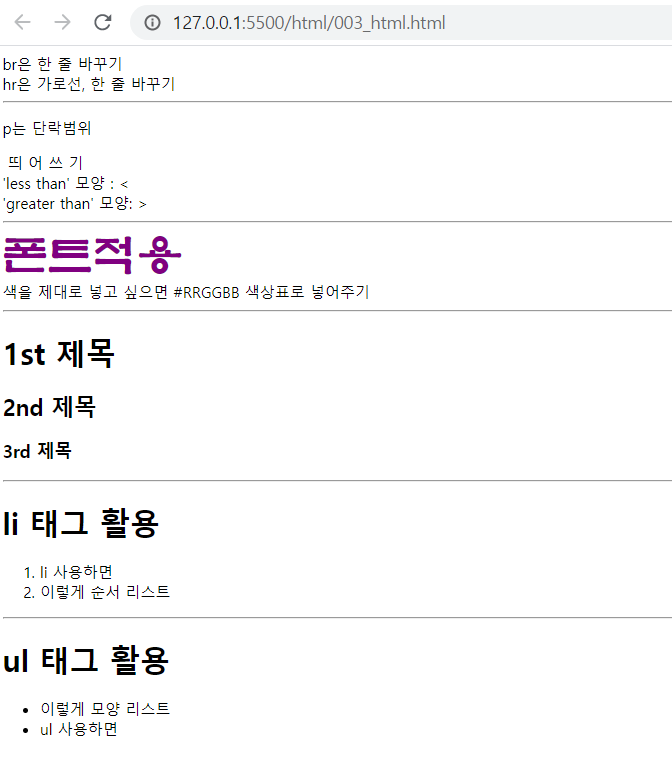 127.0.0.1:5500/html/003_html.html
br은 한 줄 바꾸기
hr은 가로선, 한 줄 바꾸기
p는 단락범위
띄 어 쓰 기
'less than' 모양 : <
'greater than' 모양: >
폰트적용
색을 제대로 넣고 싶으면 #RRGGBB 색상표로 넣어주기
1st 제목
2nd 제목
3rd 제목
li 태그 활용
1. li 사용하면
2. 이렇게 순서 리스트
ul 태그 활용
• 이렇게 모양 리스트
• ul 사용하면